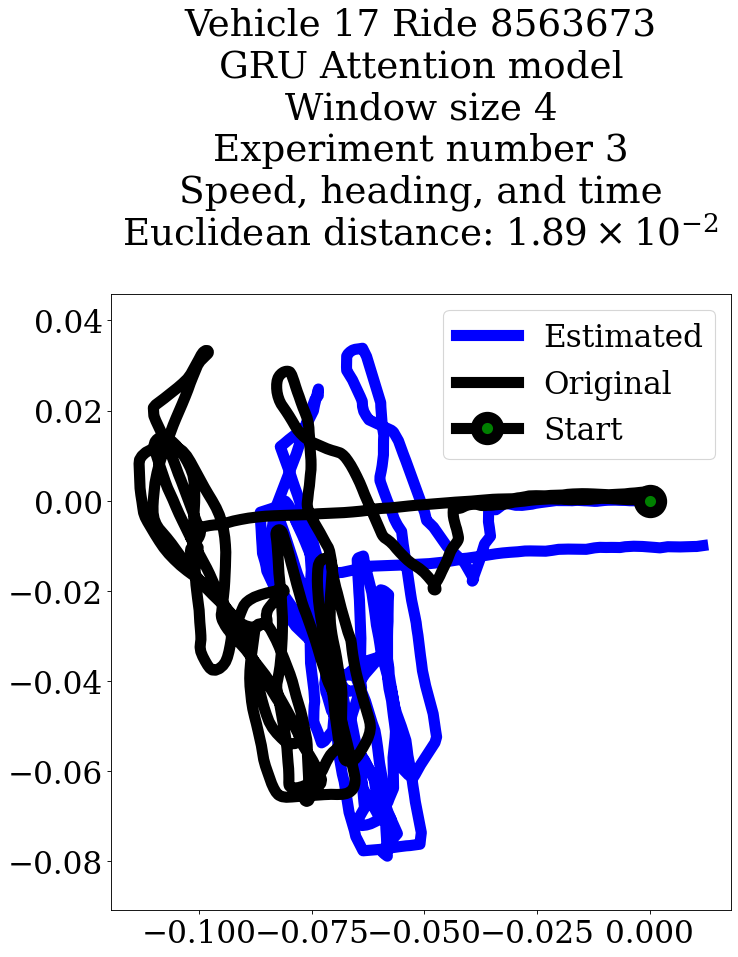 Vehicle 17 Ride 8563673
GRU Attention model
Window size 4
Experiment number 3
Speed, heading, and time
Euclidean distance: 1.89 × 10⁻²
Estimated
Original
Start
0.04
0.02
0.00
−0.02
−0.04
−0.06
−0.08
−0.100 −0.075 −0.050 −0.025 0.000